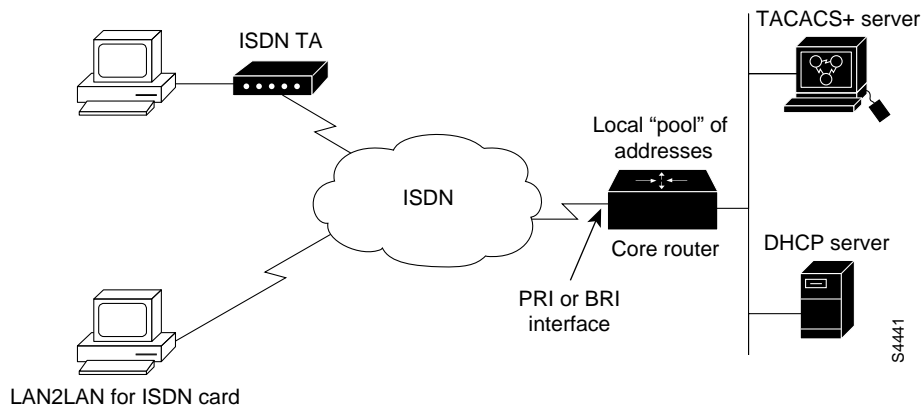 TACACS+ server
ISDN TA
Local “pool” of
addresses
ISDN
Core router
DHCP server
PRI or BRI
interface
S4441
LAN2LAN for ISDN card